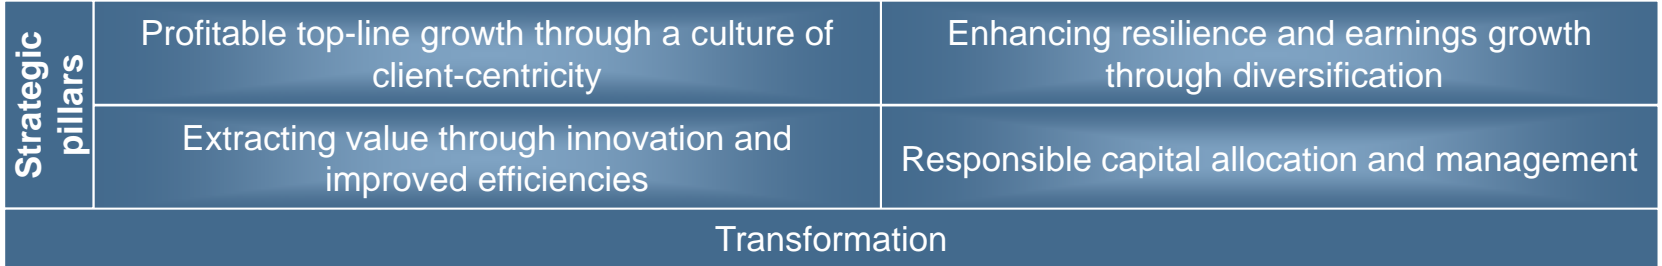 Strategic
pillars
Profitable top-line growth through a culture of
client-centricity
Enhancing resilience and earnings growth
through diversification
Extracting value through innovation and
improved efficiencies
Responsible capital allocation and management
Transformation